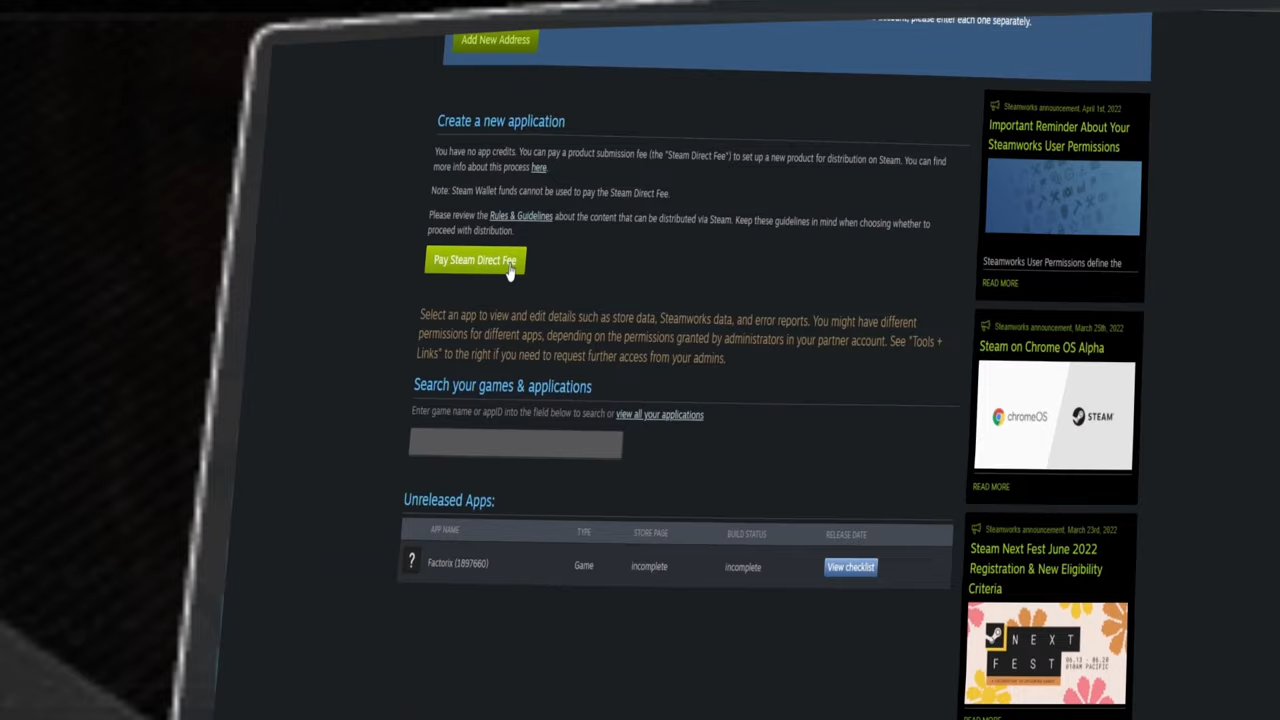 account, please enter each one separately.
Add New Address
Create a new application
You have no app credits. You can pay a product submission fee (the "Steam Direct Fee") to set up a new product for distribution on Steam. You can find
more info about this process here.
Note: Steam Wallet funds cannot be used to pay the Steam Direct Fee.
Please review the Rules & Guidelines about the content that can be distributed via Steam. Keep these guidelines in mind when choosing whether to
proceed with distribution.
Pay Steam Direct Fee
Select an app to view and edit details such as store data, Steamworks data, and error reports. You might have different
permissions for different apps, depending on the permissions granted by administrators in your partner account. See "Tools +
Links" to the right if you need to request further access from your admins.
Search your games & applications
Enter game name or appID into the field below to search or view all your applications
Unreleased Apps:
APP NAME TYPE STORE PAGE BUILD STATUS RELEASE DATE
? Factorix (1897660) Game incomplete incomplete View checklist
Steamworks announcement, April 1st, 2022
Important Reminder About Your
Steamworks User Permissions
Steamworks User Permissions define the
READ MORE
Steamworks announcement, March 25th, 2022
Steam on Chrome OS Alpha
chromeOS STEAM
READ MORE
Steamworks announcement, March 23rd, 2022
Steam Next Fest June 2022
Registration & New Eligibility
Criteria
NEXT
FEST
06.13 - 06.20
010AM PACIFIC
READ MORE